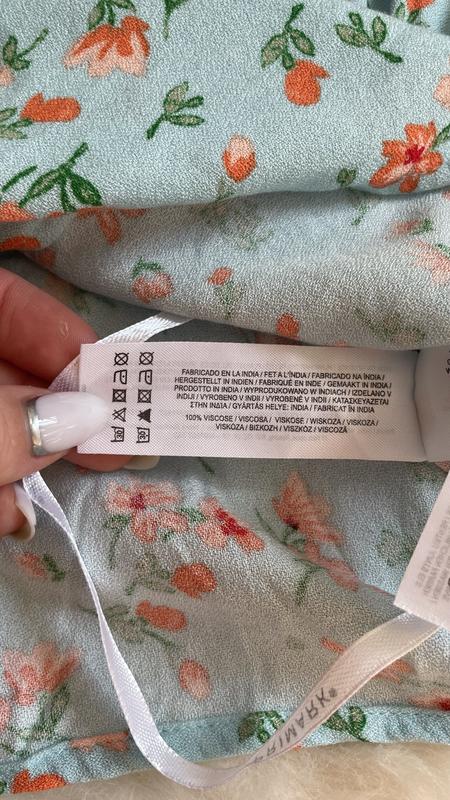 FABRICADO EN LA INDIA / FET A L'ÍNDIA / FABRICADO NA ÍNDIA /
HERGESTELLT IN INDIEN / FABRIQUÉ EN INDE / GEMAAKT IN INDIA /
PRODOTTO IN INDIA / WYPRODUKOWANO W INDIACH / IZDELANO V
INDIJI / VYROBENO V INDII / VYROBENÉ V INDII / ΚΑΤΑΣΚΕΥΑΖΕΤΑΙ
ΣΤΗΝ ΙΝΔΙΑ / GYÁRTÁS HELYE: INDIA / FABRICAT ÎN INDIA
100% VISCOSE / VISCOSA / VISKOSE / WISKOZA / VISKOZA /
VISKÓZA / ΒΙΣΚΟΖΗ / VISZKÓZ / VISCOZĂ
PRIMARK®